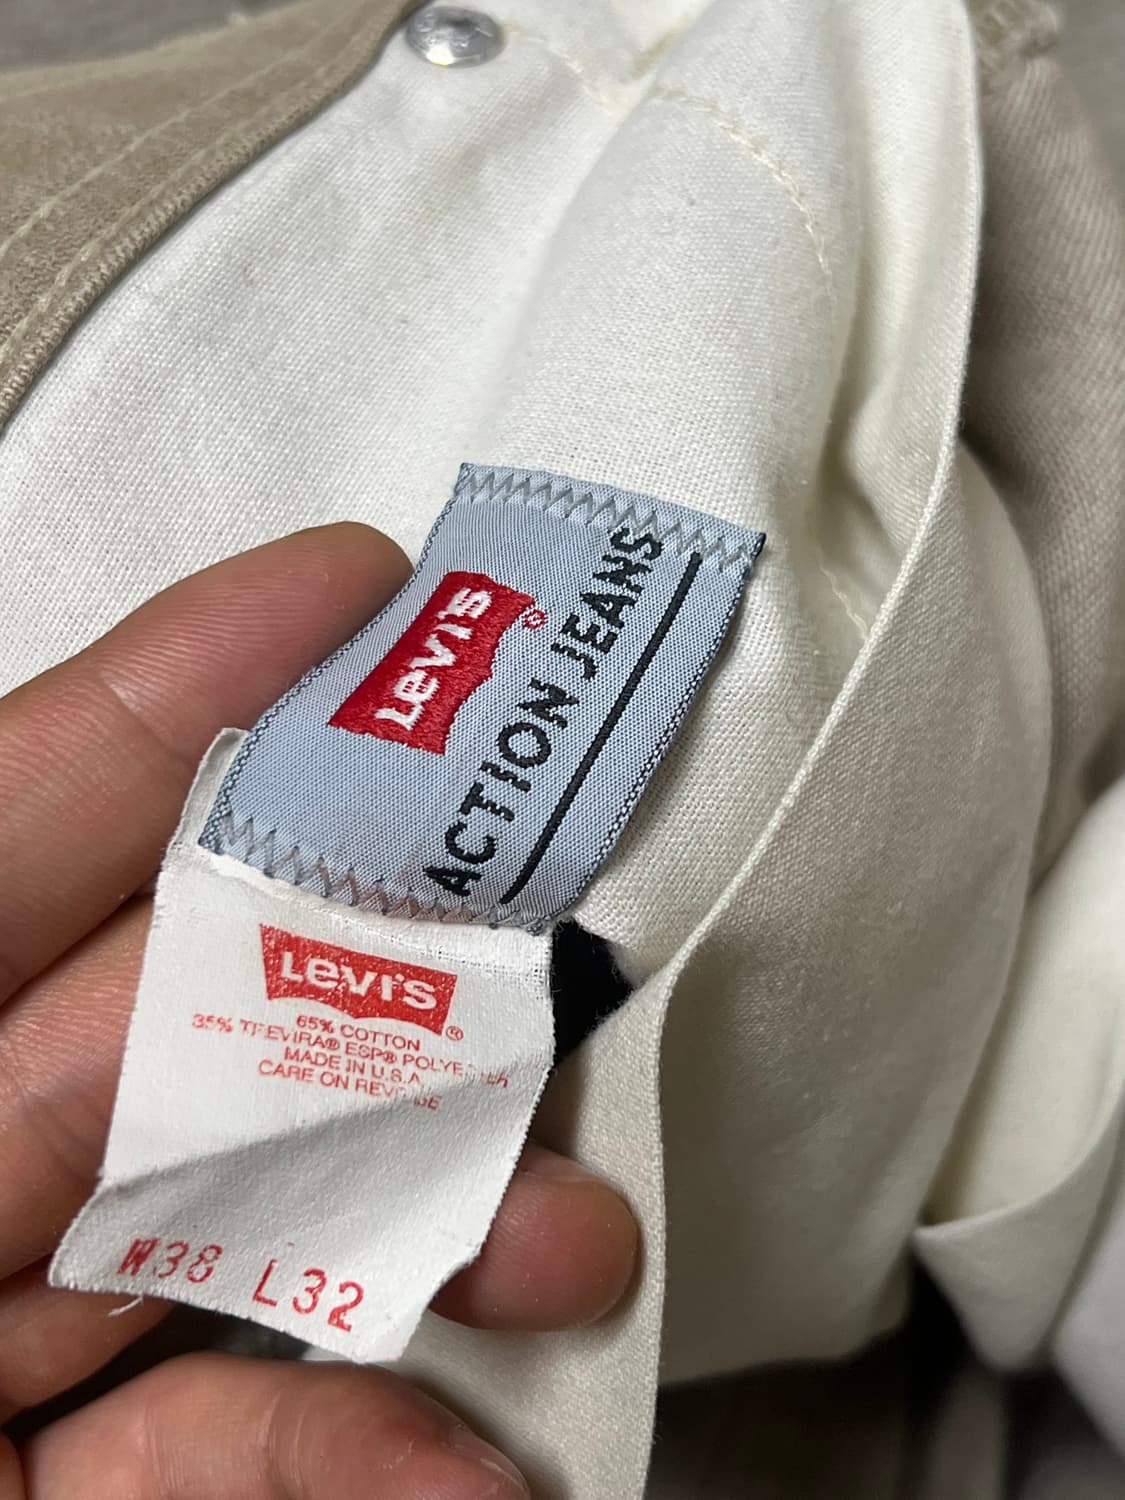 Levi's®
ACTION JEANS
LEVI'S®
65% COTTON
35% TREVIRA® ESP® POLYESTER
MADE IN U.S.A.
CARE ON REVERSE
W38 L32